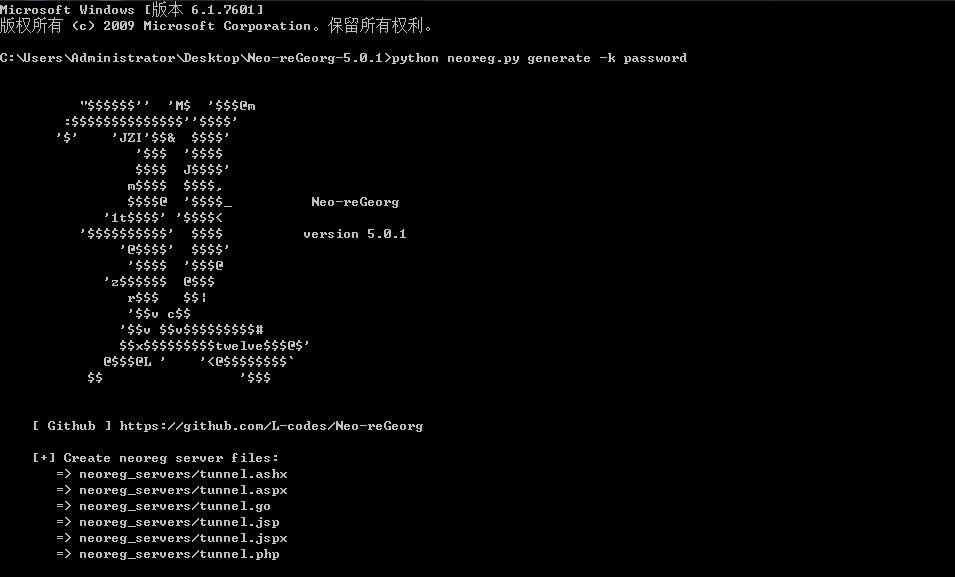 Microsoft Windows [版本 6.1.7601]
版权所有 (c) 2009 Microsoft Corporation。保留所有权利。
C:\Users\Administrator\Desktop\Neo-reGeorg-5.0.1>python neoreg.py generate -k password
"$$$$$$''  'M$  '$$$@m
:$$$$$$$$$$$$$$''$$$$'
'$'    'JZI'$$&  $$$$'
'$$$  '$$$$
$$$$  J$$$$'
m$$$$  $$$$,
$$$$@  '$$$$_          Neo-reGeorg
'1t$$$$' '$$$$<
'$$$$$$$$$$'  $$$$          version 5.0.1
'@$$$$'  $$$$'
'$$$$  '$$$@
'z$$$$$$  @$$$
r$$$   $$|
'$$v c$$
'$$v $$v$$$$$$$$$#
$$x$$$$$$$$$twelve$$$@$'
@$$$@L '    '<@$$$$$$$$`
$$                 '$$$
[ Github ] https://github.com/L-codes/Neo-reGeorg
[+] Create neoreg server files:
=> neoreg_servers/tunnel.ashx
=> neoreg_servers/tunnel.aspx
=> neoreg_servers/tunnel.go
=> neoreg_servers/tunnel.jsp
=> neoreg_servers/tunnel.jspx
=> neoreg_servers/tunnel.php